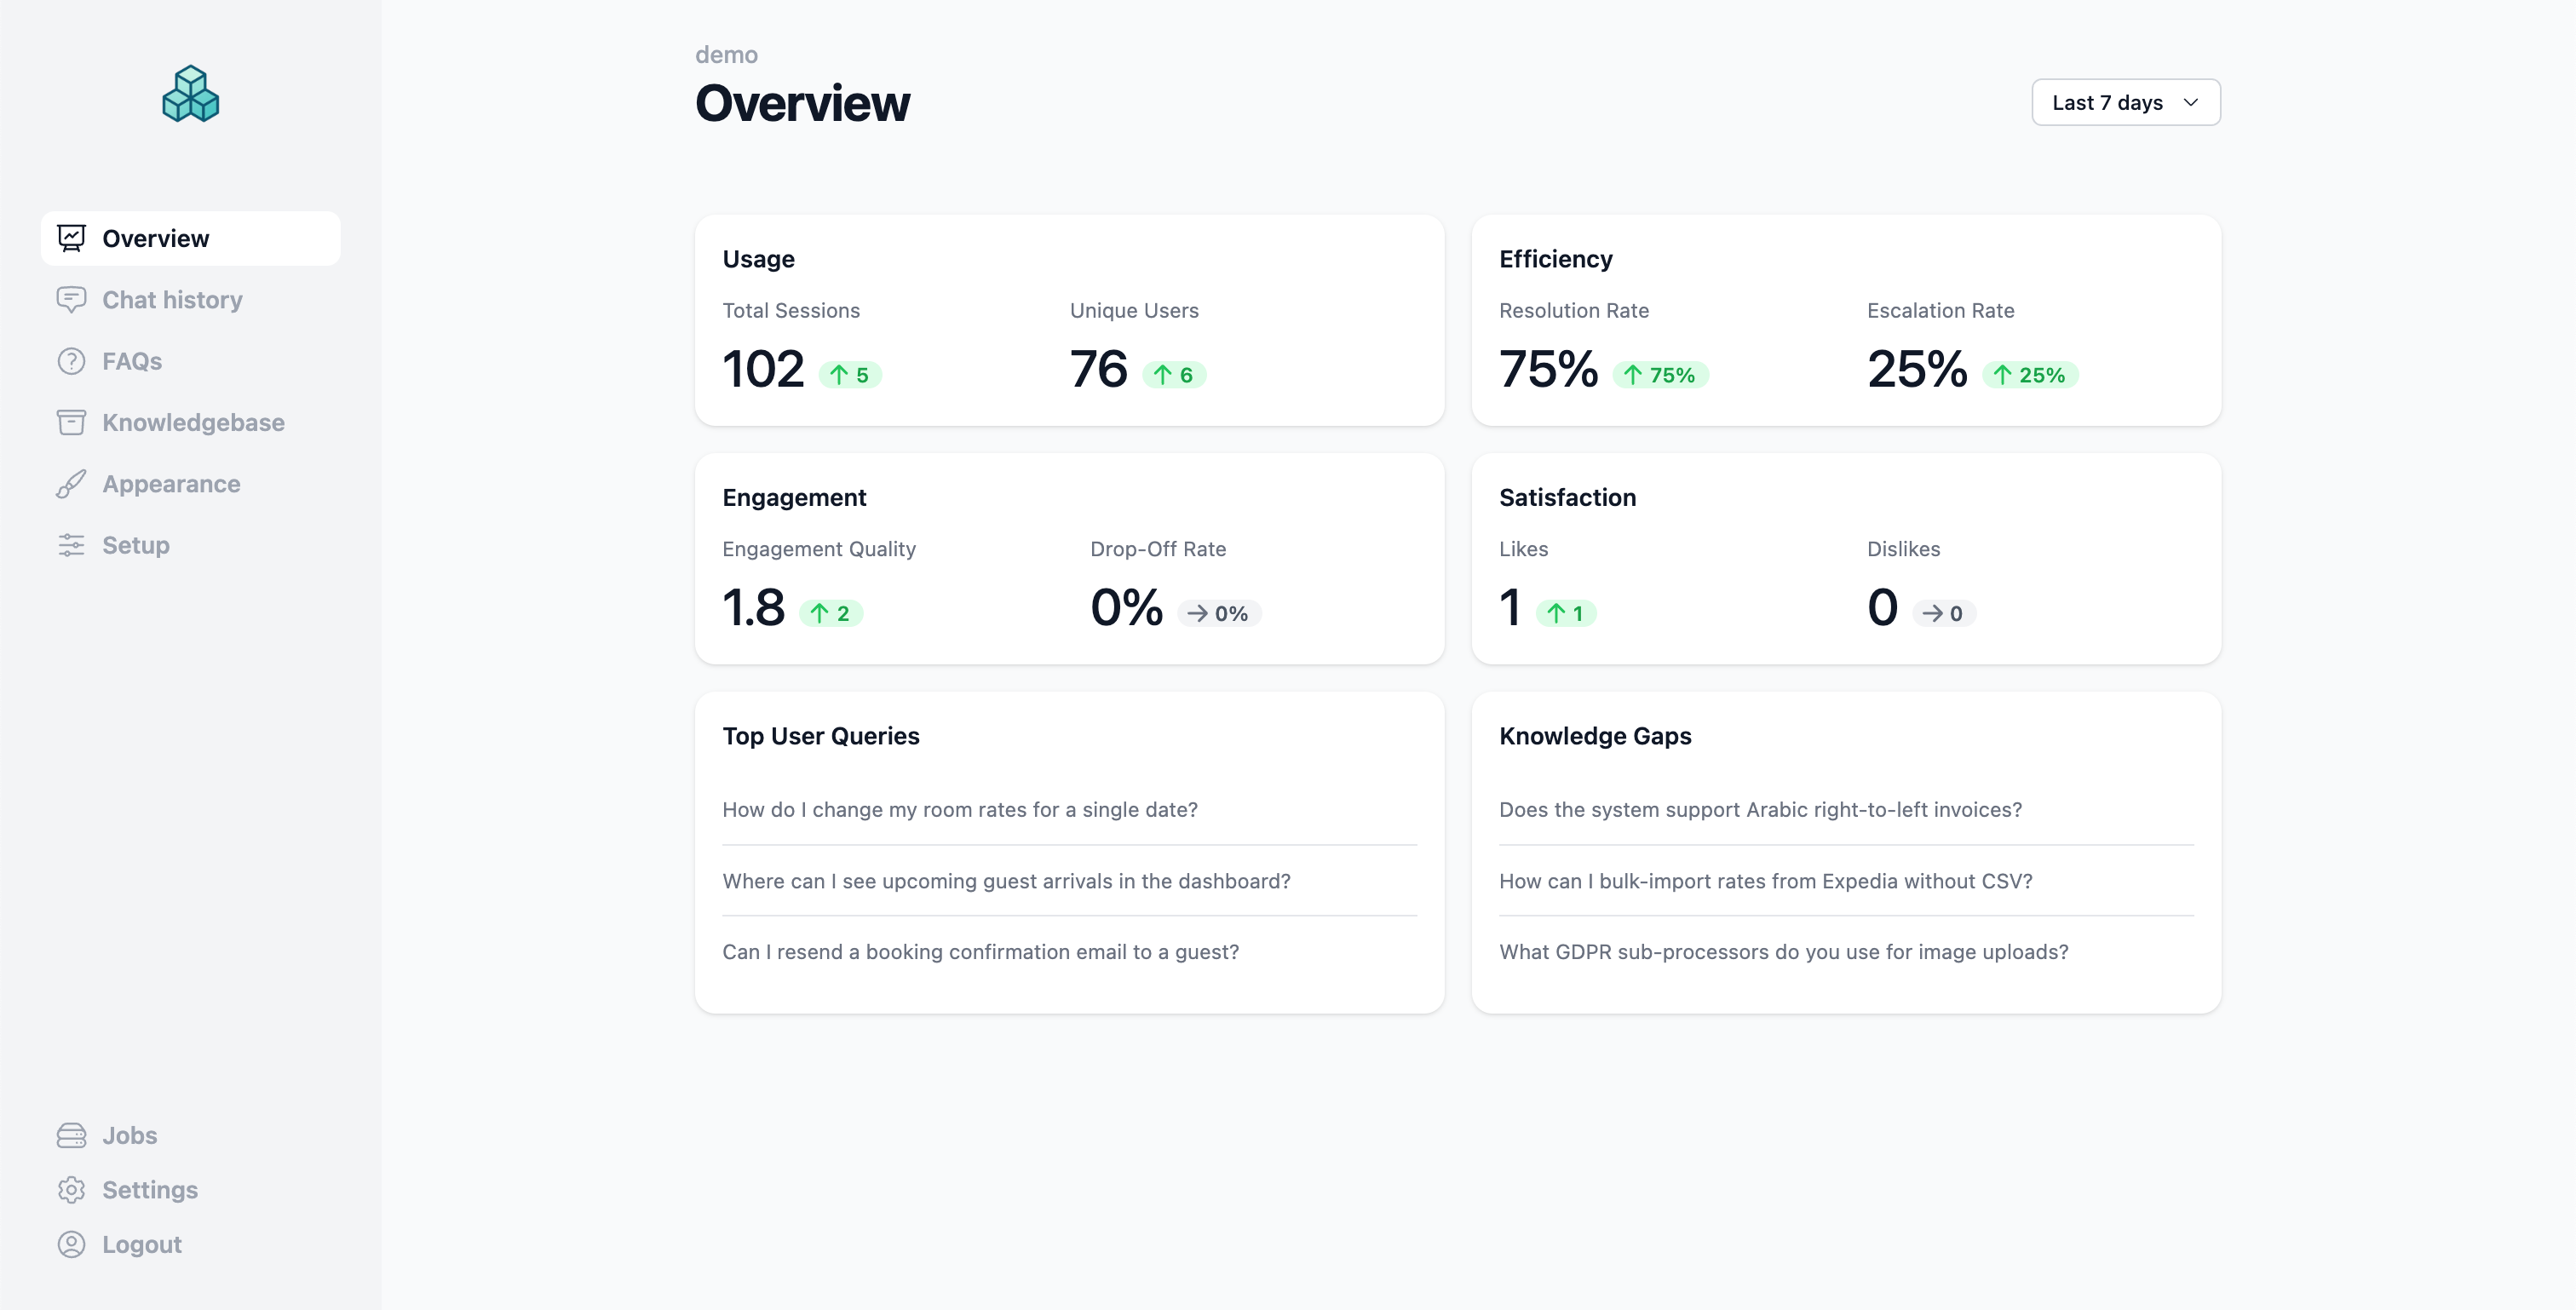 demo
Overview
Last 7 days
Overview
Chat history
FAQs
Knowledgebase
Appearance
Setup
Jobs
Settings
Logout
Usage
Total Sessions
102 ↑ 5
Unique Users
76 ↑ 6
Efficiency
Resolution Rate
75% ↑ 75%
Escalation Rate
25% ↑ 25%
Engagement
Engagement Quality
1.8 ↑ 2
Drop-Off Rate
0% → 0%
Satisfaction
Likes
1 ↑ 1
Dislikes
0 → 0
Top User Queries
How do I change my room rates for a single date?
Where can I see upcoming guest arrivals in the dashboard?
Can I resend a booking confirmation email to a guest?
Knowledge Gaps
Does the system support Arabic right-to-left invoices?
How can I bulk-import rates from Expedia without CSV?
What GDPR sub-processors do you use for image uploads?